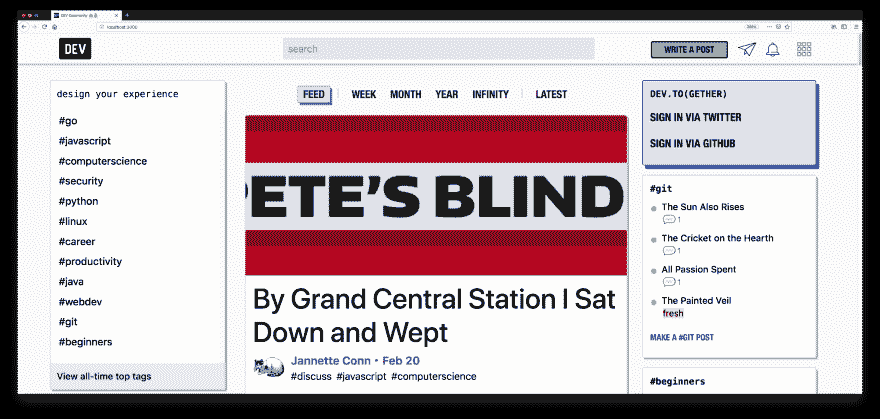 DEV Community
localhost:3000
DEV
search
WRITE A POST
design your experience
#go
#javascript
#computerscience
#security
#python
#linux
#career
#productivity
#java
#webdev
#git
#beginners
View all-time top tags
FEED
WEEK
MONTH
YEAR
INFINITY
LATEST
PETE'S BLIND
By Grand Central Station I Sat
Down and Wept
Jannette Conn • Feb 20
#discuss #javascript #computerscience
DEV.TO(GETHER)
SIGN IN VIA TWITTER
SIGN IN VIA GITHUB
#git
The Sun Also Rises
1
The Cricket on the Hearth
1
All Passion Spent
1
The Painted Veil
fresh
MAKE A #GIT POST
#beginners